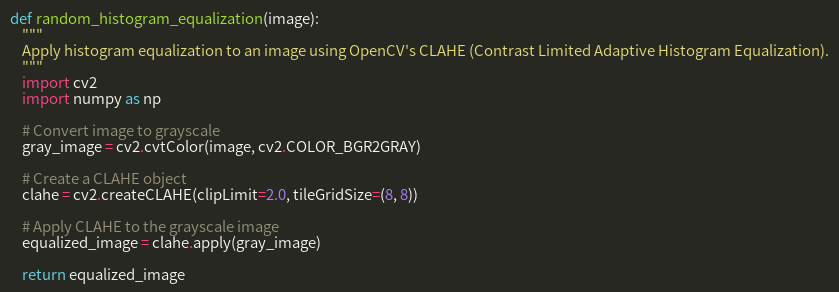 def random_histogram_equalization(image):
    """
    Apply histogram equalization to an image using OpenCV's CLAHE (Contrast Limited Adaptive Histogram Equalization).
    """
    import cv2
    import numpy as np

    # Convert image to grayscale
    gray_image = cv2.cvtColor(image, cv2.COLOR_BGR2GRAY)

    # Create a CLAHE object
    clahe = cv2.createCLAHE(clipLimit=2.0, tileGridSize=(8, 8))

    # Apply CLAHE to the grayscale image
    equalized_image = clahe.apply(gray_image)

    return equalized_image